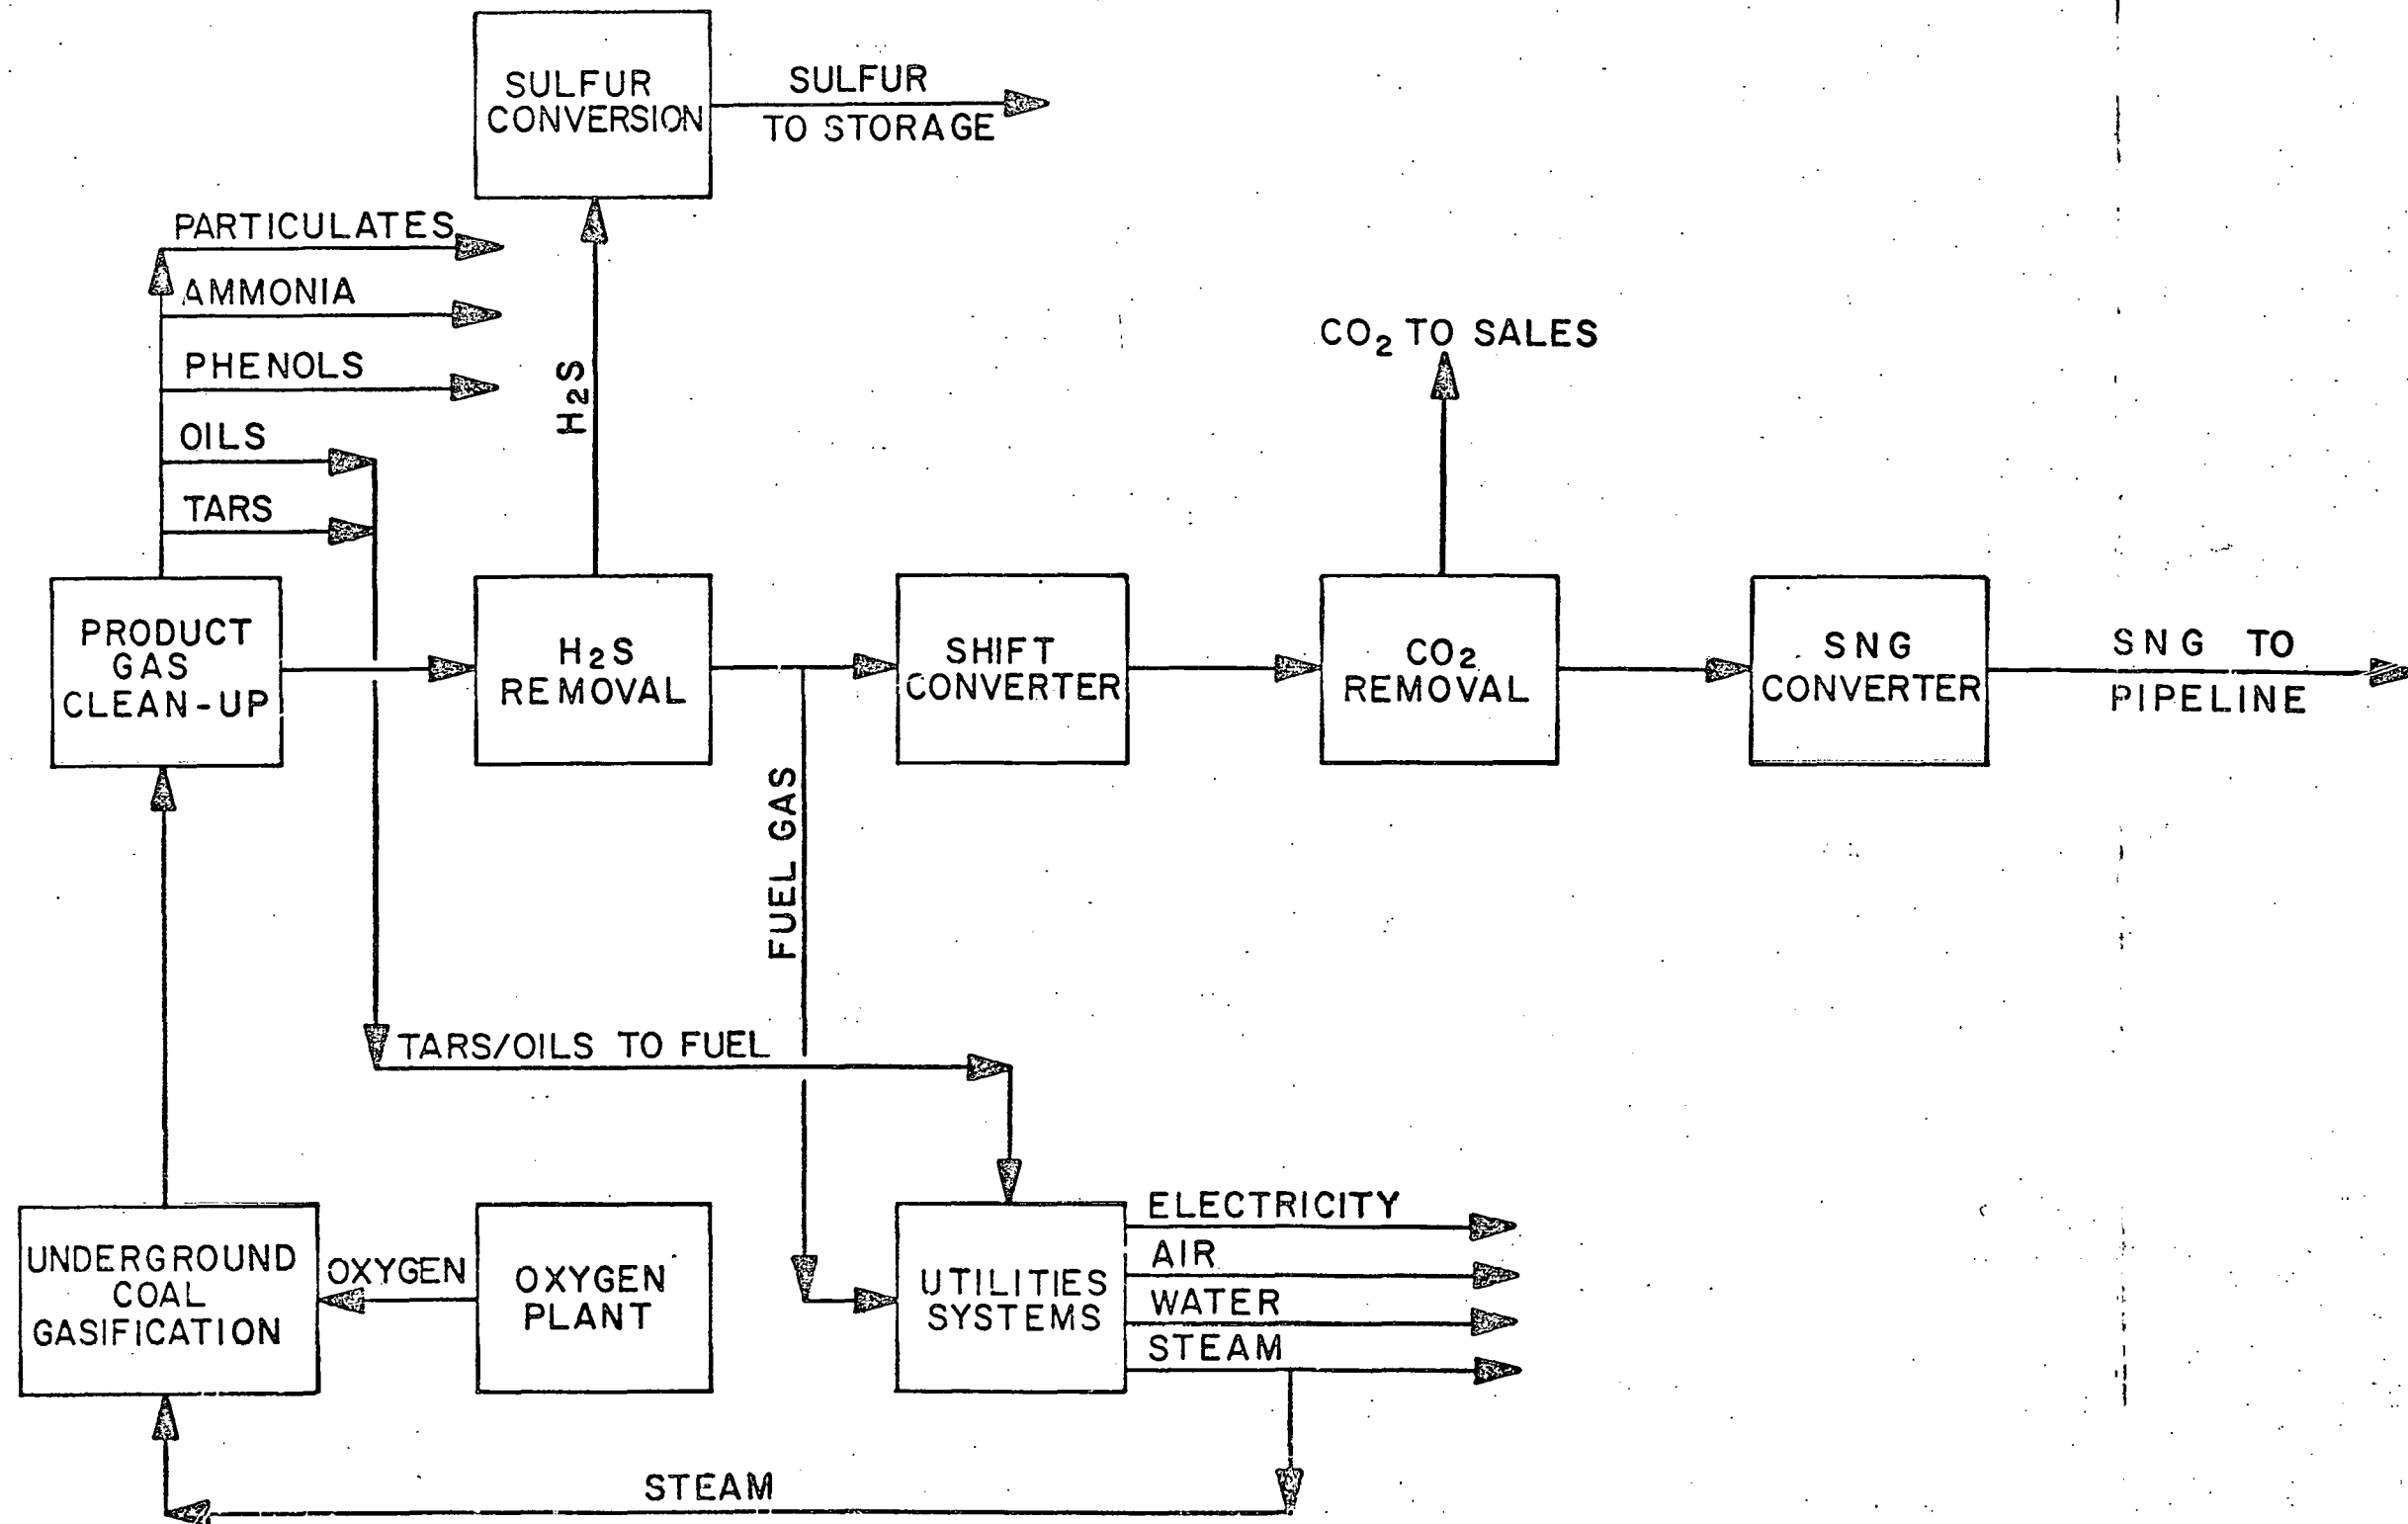 SULFUR
CONVERSION
SULFUR
TO STORAGE
PARTICULATES
AMMONIA
PHENOLS
OILS
TARS
H₂S
CO₂ TO SALES
PRODUCT
GAS
CLEAN-UP
H₂S
REMOVAL
SHIFT
CONVERTER
CO₂
REMOVAL
SNG
CONVERTER
SNG TO
PIPELINE
FUEL GAS
TARS/OILS TO FUEL
UNDERGROUND
COAL
GASIFICATION
OXYGEN
OXYGEN
PLANT
UTILITIES
SYSTEMS
ELECTRICITY
AIR
WATER
STEAM
STEAM